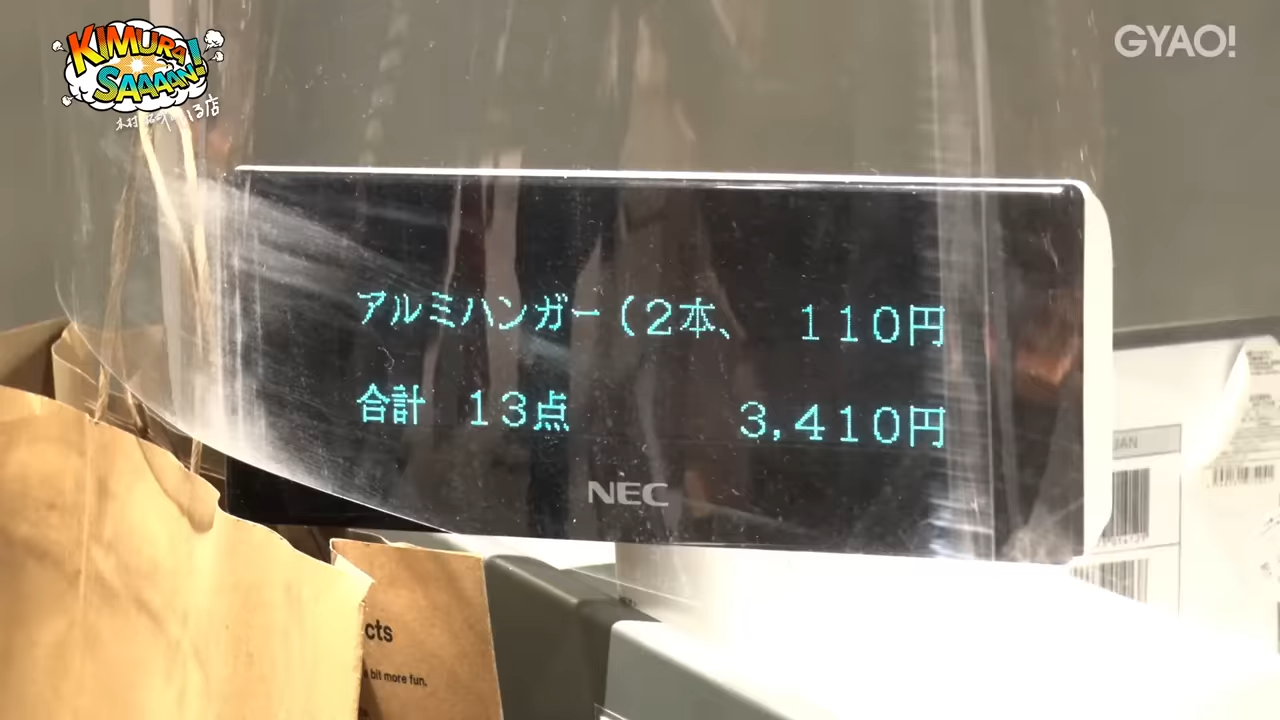 KIMURA
SAAAAN!
GYAO!
アルミハンガー(2本、 110円
合計 13点 3,410円
NEC
JAN
cts
a bit more fun.